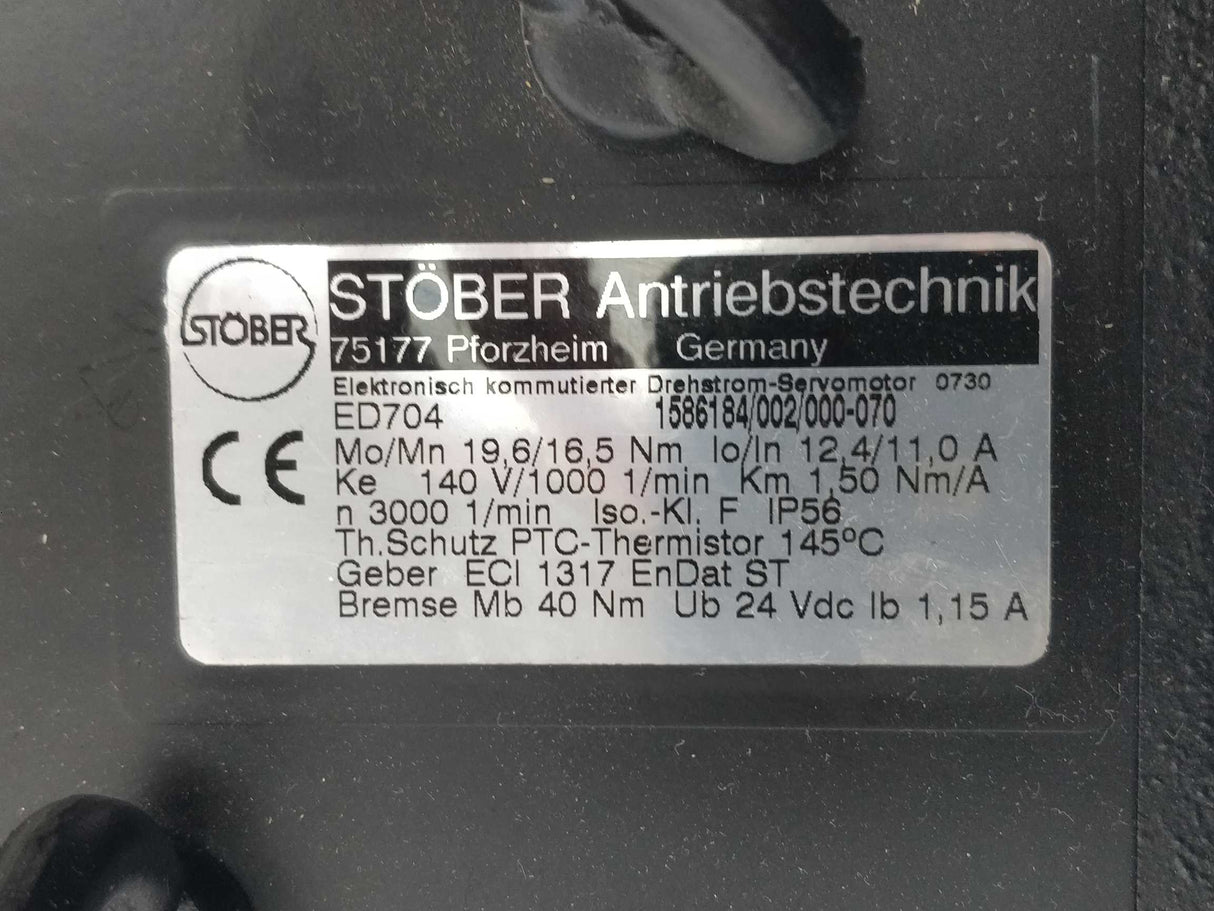 STÖBER
STÖBER Antriebstechnik
75177 Pforzheim Germany
Elektronisch kommutierter Drehstrom-Servomotor 0730
ED704 1586184/002/000-070
CE
Mo/Mn 19,6/16,5 Nm Io/In 12,4/11,0 A
Ke 140 V/1000 1/min Km 1,50 Nm/A
n 3000 1/min Iso.-Kl. F IP56
Th.Schutz PTC-Thermistor 145ºC
Geber ECI 1317 EnDat ST
Bremse Mb 40 Nm Ub 24 Vdc Ib 1,15 A